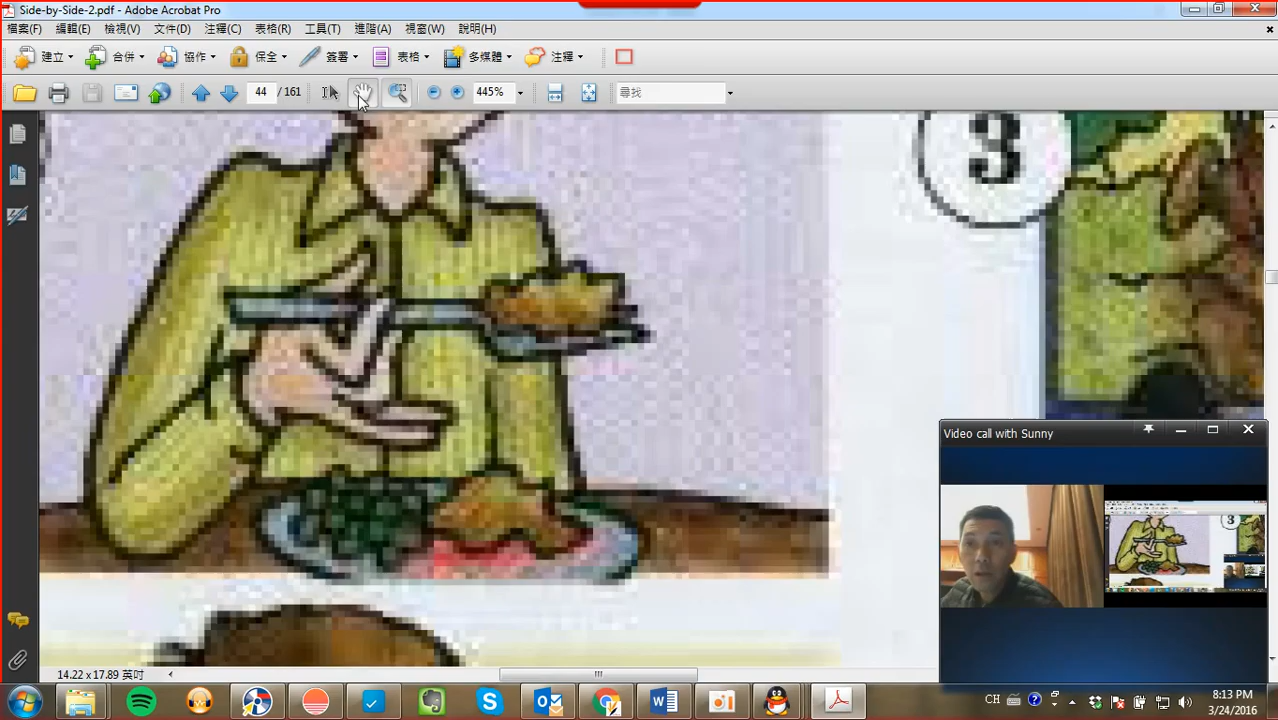 Side-by-Side-2.pdf - Adobe Acrobat Pro
檔案(F) 編輯(E) 檢視(V) 文件(D) 注釋(C) 表格(R) 工具(T) 進階(A) 視窗(W) 說明(H)
建立 合併 協作 保全 簽署 表格 多媒體 注釋
44 / 161 445% 尋找
3
Video call with Sunny
14.22 x 17.89 英吋
CH 8:13 PM
3/24/2016